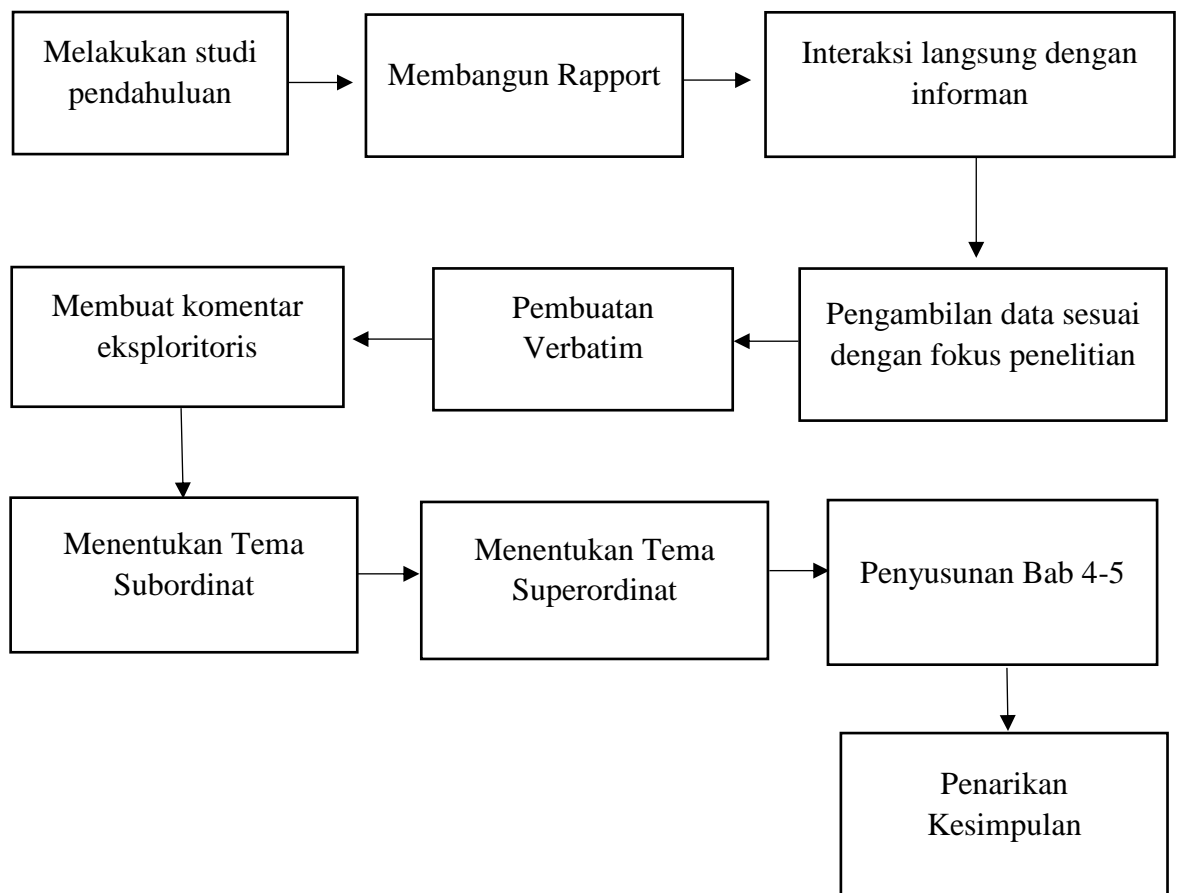 Melakukan studi
pendahuluan
Membangun Rapport
Interaksi langsung dengan
informan
Pengambilan data sesuai
dengan fokus penelitian
Pembuatan
Verbatim
Membuat komentar
eksploritoris
Menentukan Tema
Subordinat
Menentukan Tema
Superordinat
Penyusunan Bab 4-5
Penarikan
Kesimpulan